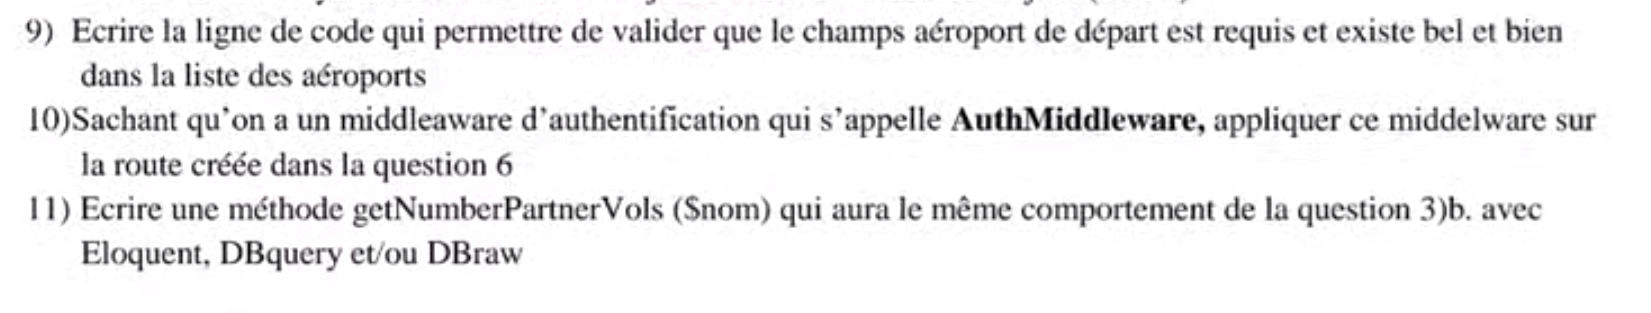 9) Ecrire la ligne de code qui permettre de valider que le champs aéroport de départ est requis et existe bel et bien
dans la liste des aéroports
10)Sachant qu'on a un middleaware d'authentification qui s'appelle AuthMiddleware, appliquer ce middelware sur
la route créée dans la question 6
11) Ecrire une méthode getNumberPartnerVols ($nom) qui aura le même comportement de la question 3)b. avec
Eloquent, DBquery et/ou DBraw